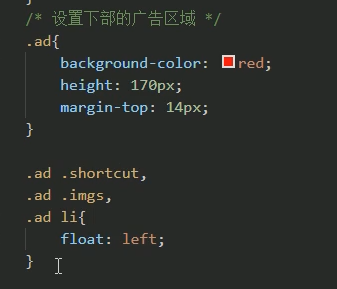 }
/* 设置下部的广告区域 */
.ad{
background-color: red;
height: 170px;
margin-top: 14px;
}
.ad .shortcut,
.ad .imgs,
.ad li{
float: left;
}